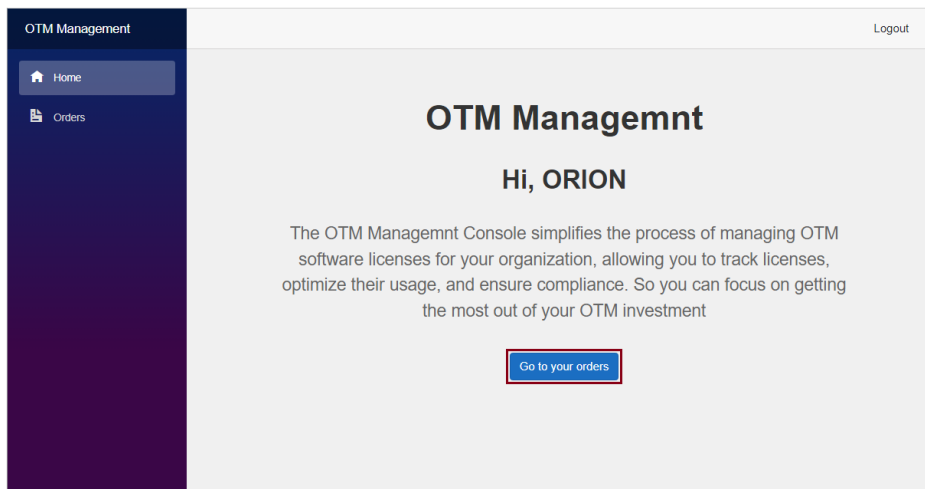 OTM Management
Logout
Home
Orders
OTM Managemnt
Hi, ORION
The OTM Managemnt Console simplifies the process of managing OTM
software licenses for your organization, allowing you to track licenses,
optimize their usage, and ensure compliance. So you can focus on getting
the most out of your OTM investment
Go to your orders